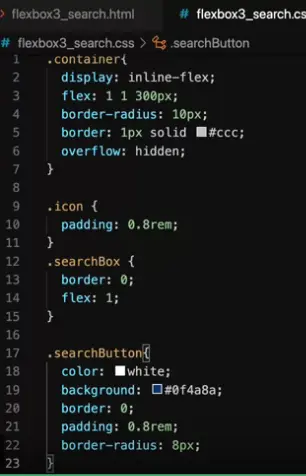 flexbox3_search.html
flexbox3_search.cs
# flexbox3_search.css > .searchButton
1 .container{
2 display: inline-flex;
3 flex: 1 1 300px;
4 border-radius: 10px;
5 border: 1px solid #ccc;
6 overflow: hidden;
7 }
8
9 .icon {
10 padding: 0.8rem;
11 }
12 .searchBox {
13 border: 0;
14 flex: 1;
15 }
16
17 .searchButton{
18 color: white;
19 background: #0f4a8a;
20 border: 0;
21 padding: 0.8rem;
22 border-radius: 8px;
23 }